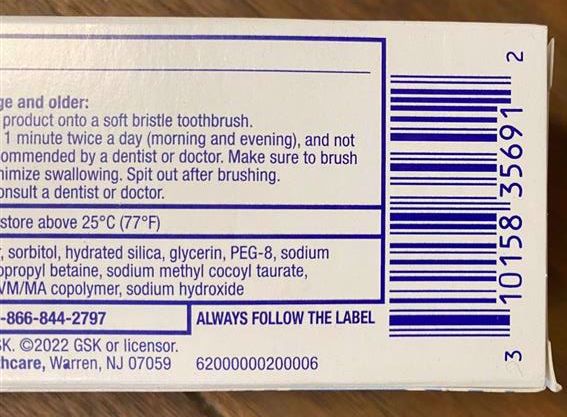 ge and older:
product onto a soft bristle toothbrush.
1 minute twice a day (morning and evening), and not
ommended by a dentist or doctor. Make sure to brush
nimize swallowing. Spit out after brushing.
onsult a dentist or doctor.
store above 25°C (77°F)
, sorbitol, hydrated silica, glycerin, PEG-8, sodium
opropyl betaine, sodium methyl cocoyl taurate,
VM/MA copolymer, sodium hydroxide
-866-844-2797
ALWAYS FOLLOW THE LABEL
SK. ©2022 GSK or licensor.
hcare, Warren, NJ 07059 62000000200006
3 10158 35691 2